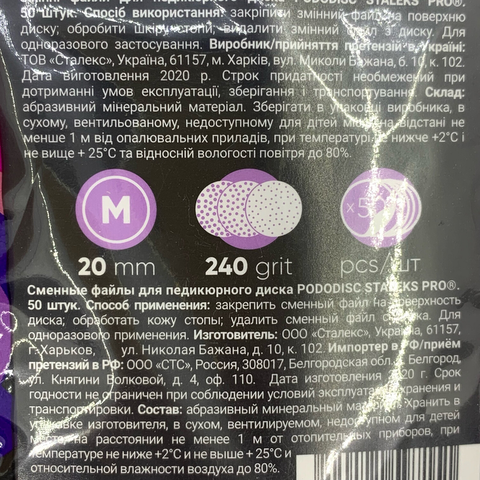 змінні файли для педикюрного диска PODODISC STALEKS PRO®.
50 штук. Спосіб використання: закріпити змінний файл на поверхню
диску; обробити шкіру стопи; видалити змінний файл з диску. Для
одноразового застосування. Виробник/прийняття претензій в Україні:
ТОВ «Сталекс», Україна, 61157, м. Харків, вул. Миколи Бажана, б. 10, к. 102.
Дата виготовлення 2020 р. Строк придатності необмежений при
дотриманні умов експлуатації, зберігання і транспортування. Склад:
абразивний мінеральний матеріал. Зберігати в упаковці виробника, в
сухому, вентильованому, недоступному для дітей місці на відстані не
менше 1 м від опалювальних приладів, при температурі не нижче +2°C і
не вище + 25°C та відносній вологості повітря до 80%.
M
×50
20 mm
240 grit
pcs/шт
Сменные файлы для педикюрного диска PODODISC STALEKS PRO®.
50 штук. Способ применения: закрепить сменный файл на поверхность
диска; обработать кожу стопы; удалить сменный файл с диска. Для
одноразового применения. Изготовитель: ООО «Сталекс», Украина, 61157,
г. Харьков, ул. Николая Бажана, д. 10, к. 102. Импортер в РФ/приём
претензий в РФ: ООО «СТС», Россия, 308017, Белгородская обл., г. Белгород,
ул. Княгини Волковой, д. 4, оф. 110. Дата изготовления 2020 г. Срок
годности не ограничен при соблюдении условий эксплуатации, хранения и
транспортировки. Состав: абразивный минеральный материал. Хранить в
упаковке изготовителя, в сухом, вентилируемом, недоступном для детей
месте, на расстоянии не менее 1 м от отопительных приборов, при
температуре не ниже +2°C и не выше + 25°C и
относительной влажности воздуха до 80%.